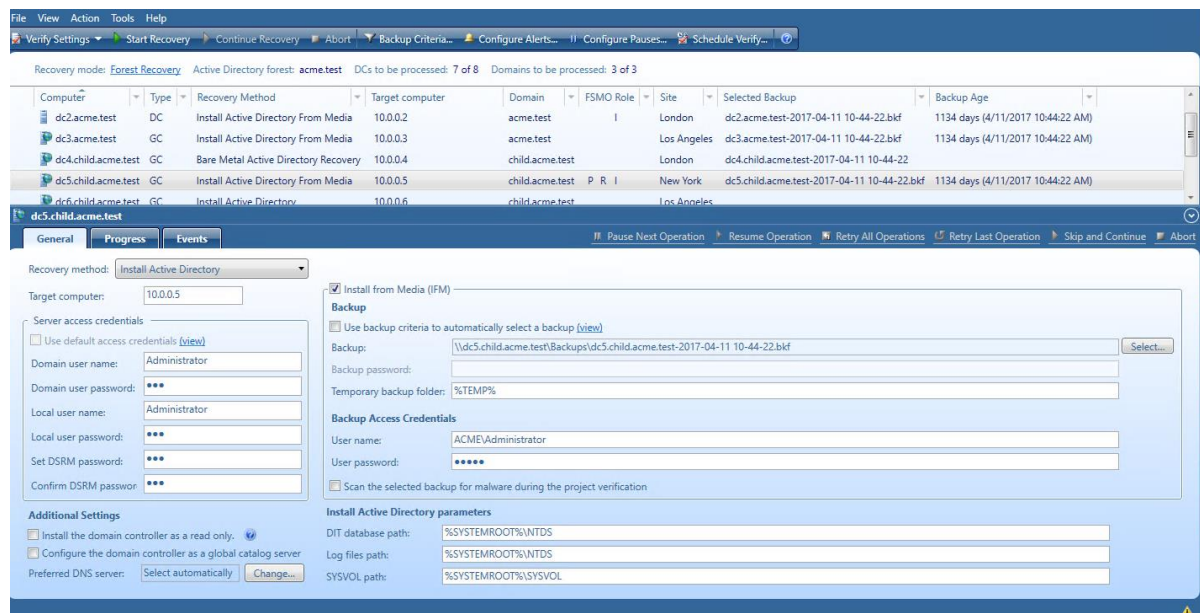 File View Action Tools Help
Verify Settings Start Recovery Continue Recovery Abort Backup Criteria... Configure Alerts... Configure Pauses... Schedule Verify...
Recovery mode: Forest Recovery Active Directory forest: acme.test DCs to be processed: 7 of 8 Domains to be processed: 3 of 3
Computer Type Recovery Method Target computer Domain FSMO Role Site Selected Backup Backup Age
dc2.acme.test DC Install Active Directory From Media 10.0.0.2 acme.test I London dc2.acme.test-2017-04-11 10-44-22.bkf 1134 days (4/11/2017 10:44:22 AM)
dc3.acme.test GC Install Active Directory From Media 10.0.0.3 acme.test Los Angeles dc3.acme.test-2017-04-11 10-44-22.bkf 1134 days (4/11/2017 10:44:22 AM)
dc4.child.acme.test GC Bare Metal Active Directory Recovery 10.0.0.4 child.acme.test London dc4.child.acme.test-2017-04-11 10-44-22
dc5.child.acme.test GC Install Active Directory From Media 10.0.0.5 child.acme.test P R I New York dc5.child.acme.test-2017-04-11 10-44-22.bkf 1134 days (4/11/2017 10:44:22 AM)
dc6.child.acme.test GC Install Active Directory 10.0.0.6 child.acme.test Los Angeles
dc5.child.acme.test
General Progress Events Pause Next Operation Resume Operation Retry All Operations Retry Last Operation Skip and Continue Abort
Recovery method: Install Active Directory
Target computer: 10.0.0.5
Server access credentials
Use default access credentials (view)
Domain user name: Administrator
Domain user password: •••
Local user name: Administrator
Local user password: •••
Set DSRM password: •••
Confirm DSRM passwor •••
Additional Settings
Install the domain controller as a read only.
Configure the domain controller as a global catalog server
Preferred DNS server: Select automatically Change...
Install from Media (IFM)
Backup
Use backup criteria to automatically select a backup (view)
Backup: \\dc5.child.acme.test\Backups\dc5.child.acme.test-2017-04-11 10-44-22.bkf Select...
Backup password:
Temporary backup folder: %TEMP%
Backup Access Credentials
User name: ACME\Administrator
User password: •••••
Scan the selected backup for malware during the project verification
Install Active Directory parameters
DIT database path: %SYSTEMROOT%\NTDS
Log files path: %SYSTEMROOT%\NTDS
SYSVOL path: %SYSTEMROOT%\SYSVOL